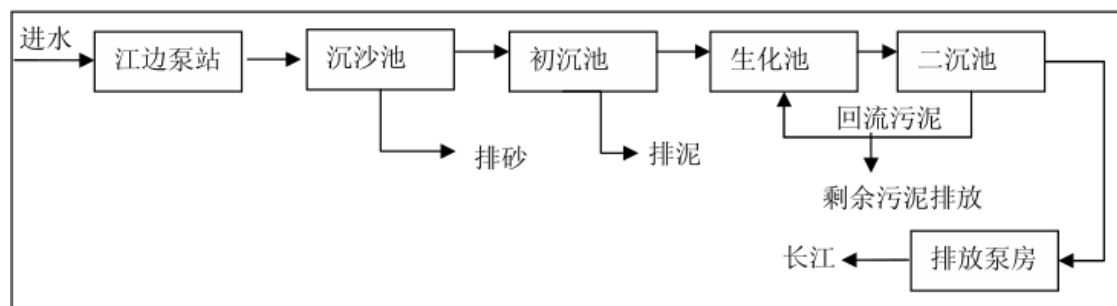 进水
江边泵站
沉沙池
初沉池
生化池
二沉池
回流污泥
排砂
排泥
剩余污泥排放
长江
排放泵房